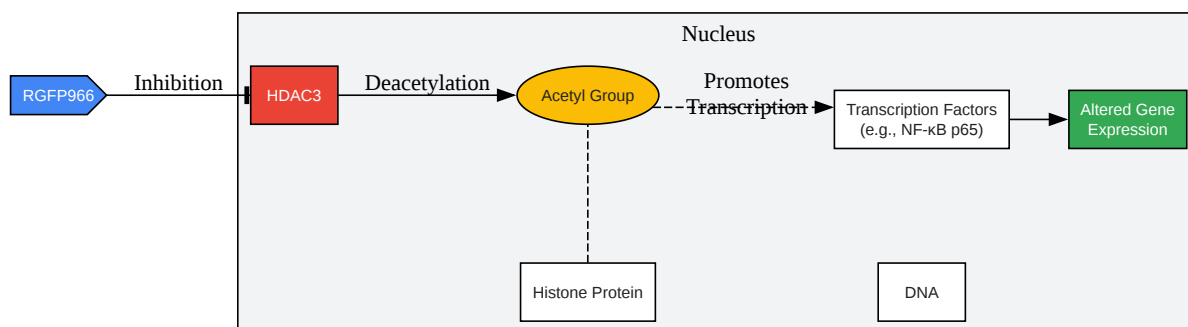 Nucleus
RGFP966
Inhibition
HDAC3
Deacetylation
Acetyl Group
Promotes
Transcription
Transcription Factors
(e.g., NF-κB p65)
Altered Gene
Expression
Histone Protein
DNA